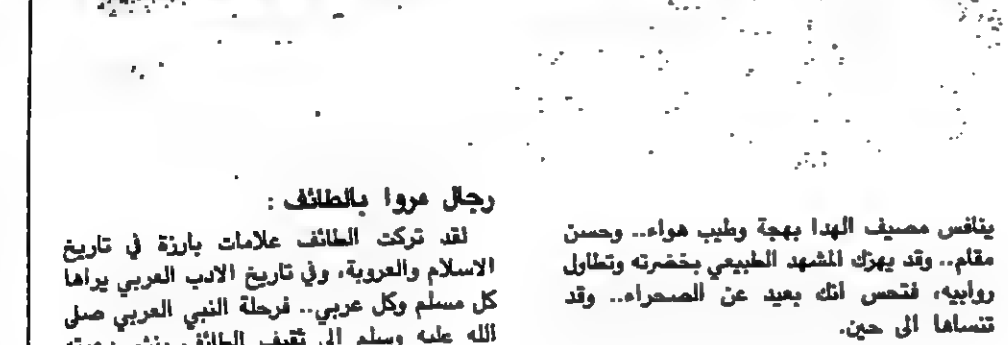 ينافس مصيف الهدا بهجة وطيب هواء.. وحسن
مقام.. وقد يهزك المشهد الطبيعي بخضرته وتطاول
روابيه، فتحس انك بعيد عن الصحراء.. وقد
تنساها الى حين.
رجال مروا بالطائف :
لقد تركت الطائف علامات بارزة في تاريخ
الاسلام والعروبة، وفي تاريخ الادب العربي يراها
كل مسلم وكل عربي.. فرحلة النبي العربي صلى
الله عليه وسلم الى ثقيف الطائف